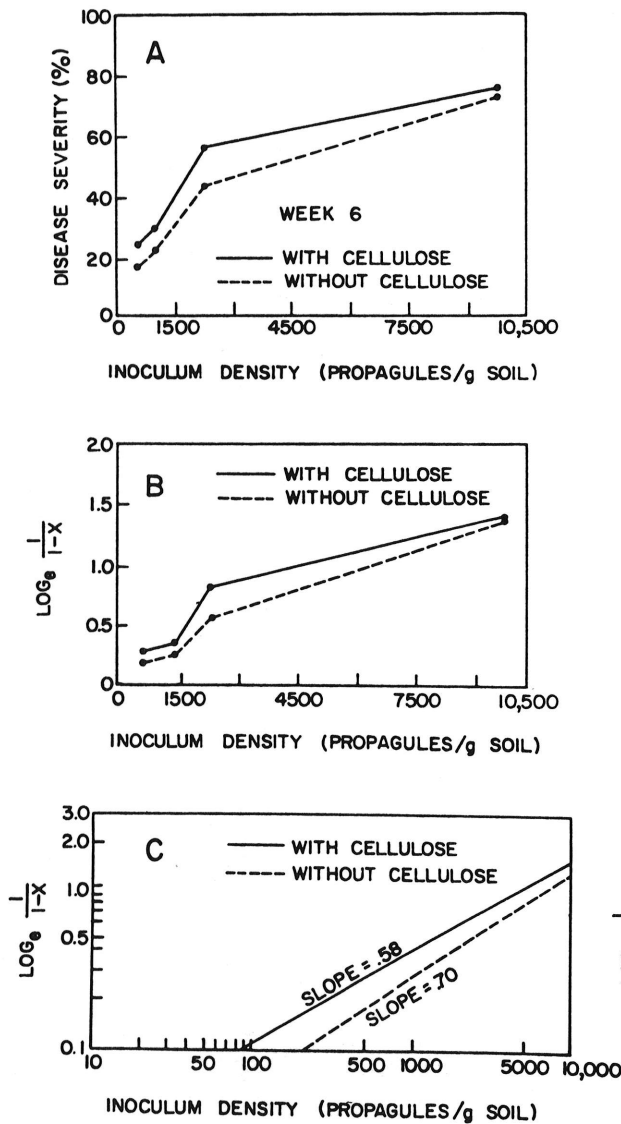 A
100
80
60
40
20
0
DISEASE SEVERITY (%)
WEEK 6
WITH CELLULOSE
WITHOUT CELLULOSE
0 1500 4500 7500 10,500
INOCULUM DENSITY (PROPAGULES/g SOIL)
B
2.0
1.5
1.0
0.5
0
LOGe 1/1-X
WITH CELLULOSE
WITHOUT CELLULOSE
0 1500 4500 7500 10,500
INOCULUM DENSITY (PROPAGULES/g SOIL)
C
3.0
2.0
1.0
0.5
0.1
LOGe 1/1-X
WITH CELLULOSE
WITHOUT CELLULOSE
SLOPE = .58
SLOPE = .70
10 50 100 500 1000 5000 10,000
INOCULUM DENSITY (PROPAGULES/g SOIL)